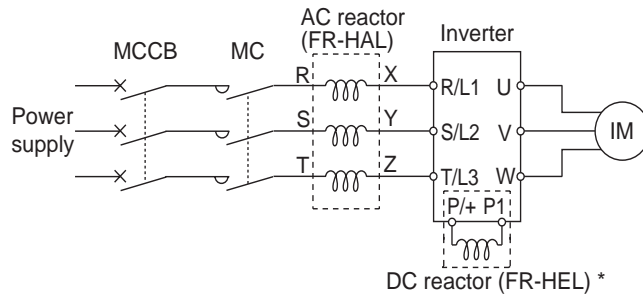 AC reactor
(FR-HAL)
Inverter
MCCB
MC
R
X
R/L1
U
Power
supply
S
Y
S/L2
V
IM
T
Z
T/L3
W
P/+
P1
DC reactor (FR-HEL) *